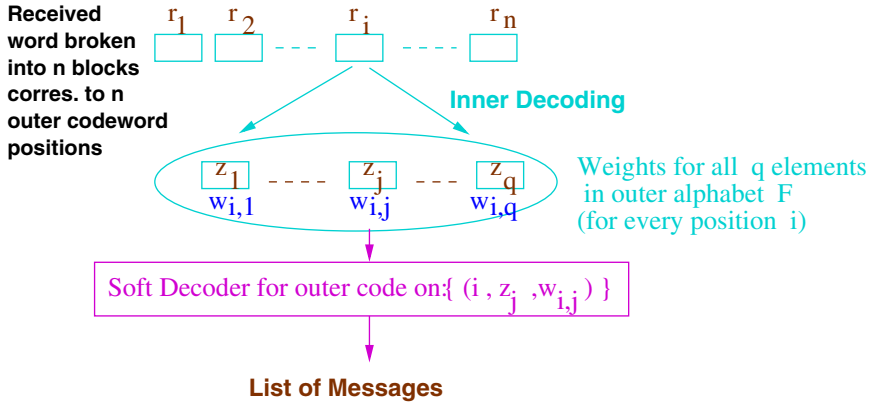 Received
word broken
into n blocks
corres. to n
outer codeword
positions
r1 r2 ri rn
Inner Decoding
z1 zj zq
wi,1 wi,j wi,q
Weights for all q elements
in outer alphabet F
(for every position i)
Soft Decoder for outer code on:{ (i , zj ,wi,j ) }
List of Messages